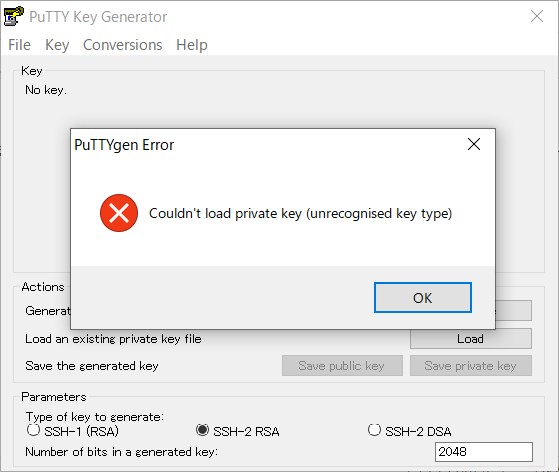 PuTTY Key Generator
File Key Conversions Help
Key
No key.
PuTTYgen Error
Couldn't load private key (unrecognised key type)
OK
Actions
Load an existing private key file
Load
Save the generated key
Save public key
Save private key
Parameters
Type of key to generate:
SSH-1 (RSA)
SSH-2 RSA
SSH-2 DSA
Number of bits in a generated key:
2048